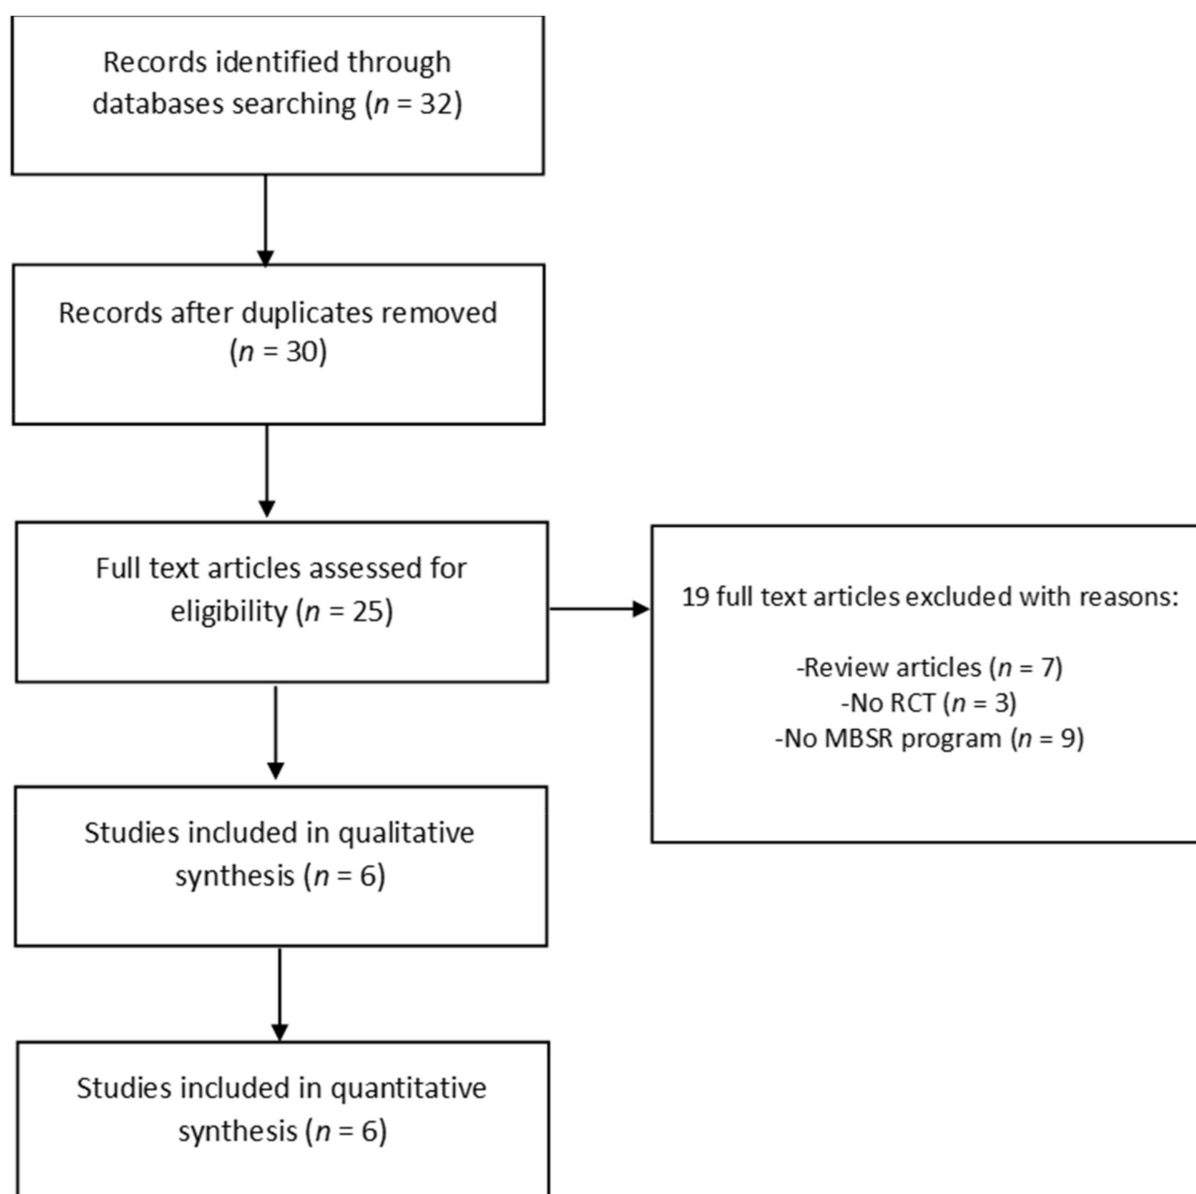 Records identified through
databases searching (n = 32)
Records after duplicates removed
(n = 30)
Full text articles assessed for
eligibility (n = 25)
19 full text articles excluded with reasons:
-Review articles (n = 7)
-No RCT (n = 3)
-No MBSR program (n = 9)
Studies included in qualitative
synthesis (n = 6)
Studies included in quantitative
synthesis (n = 6)